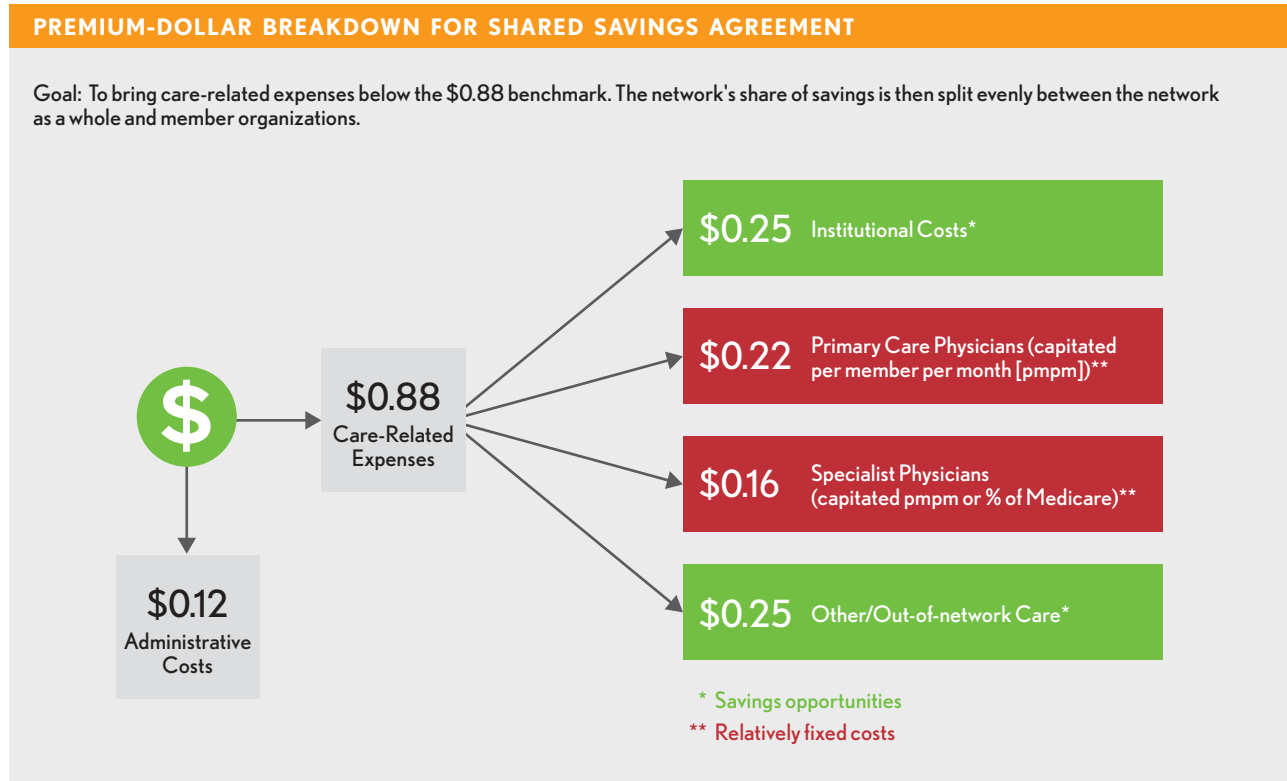 PREMIUM-DOLLAR BREAKDOWN FOR SHARED SAVINGS AGREEMENT
Goal: To bring care-related expenses below the $0.88 benchmark. The network's share of savings is then split evenly between the network
as a whole and member organizations.
$0.25 Institutional Costs*
$0.22 Primary Care Physicians (capitated
per member per month [pmpm])**
$
$0.88
Care-Related
Expenses
$0.16 Specialist Physicians
(capitated pmpm or % of Medicare)**
$0.12
Administrative
Costs
$0.25 Other/Out-of-network Care*
* Savings opportunities
** Relatively fixed costs